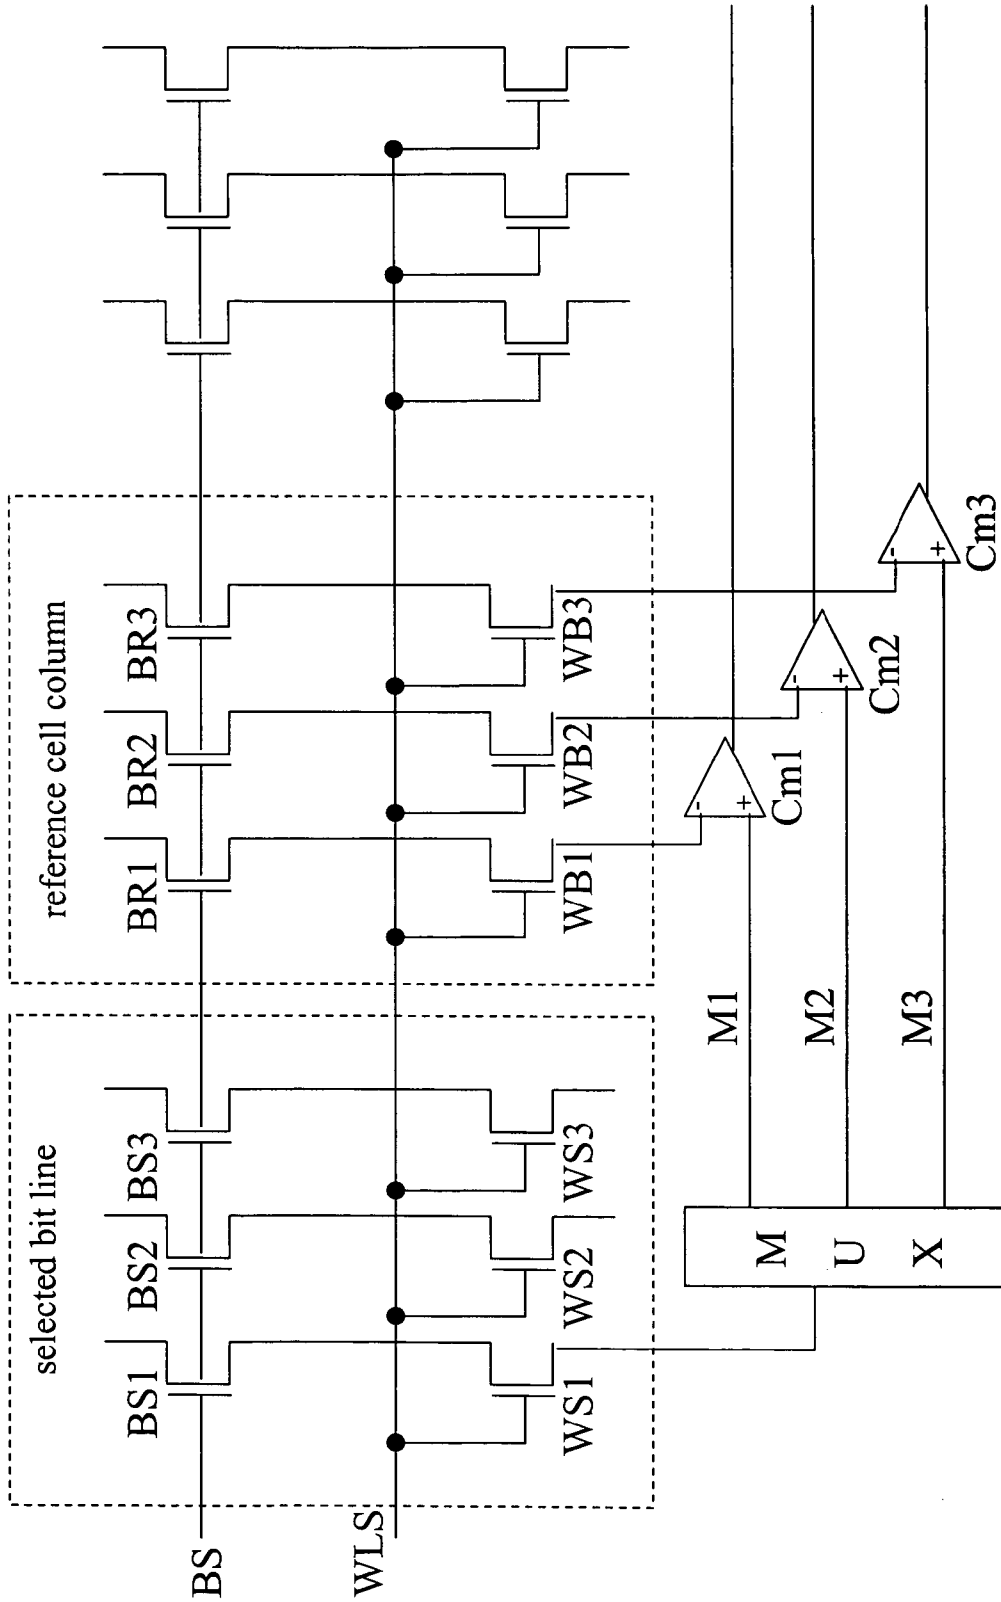 selected bit line
reference cell column
BS1
BS2
BS3
BR1
BR2
BR3
BS
WLS
WS1
WS2
WS3
WB1
WB2
WB3
M
U
X
M1
M2
M3
-
+
Cm1
-
+
Cm2
-
+
Cm3